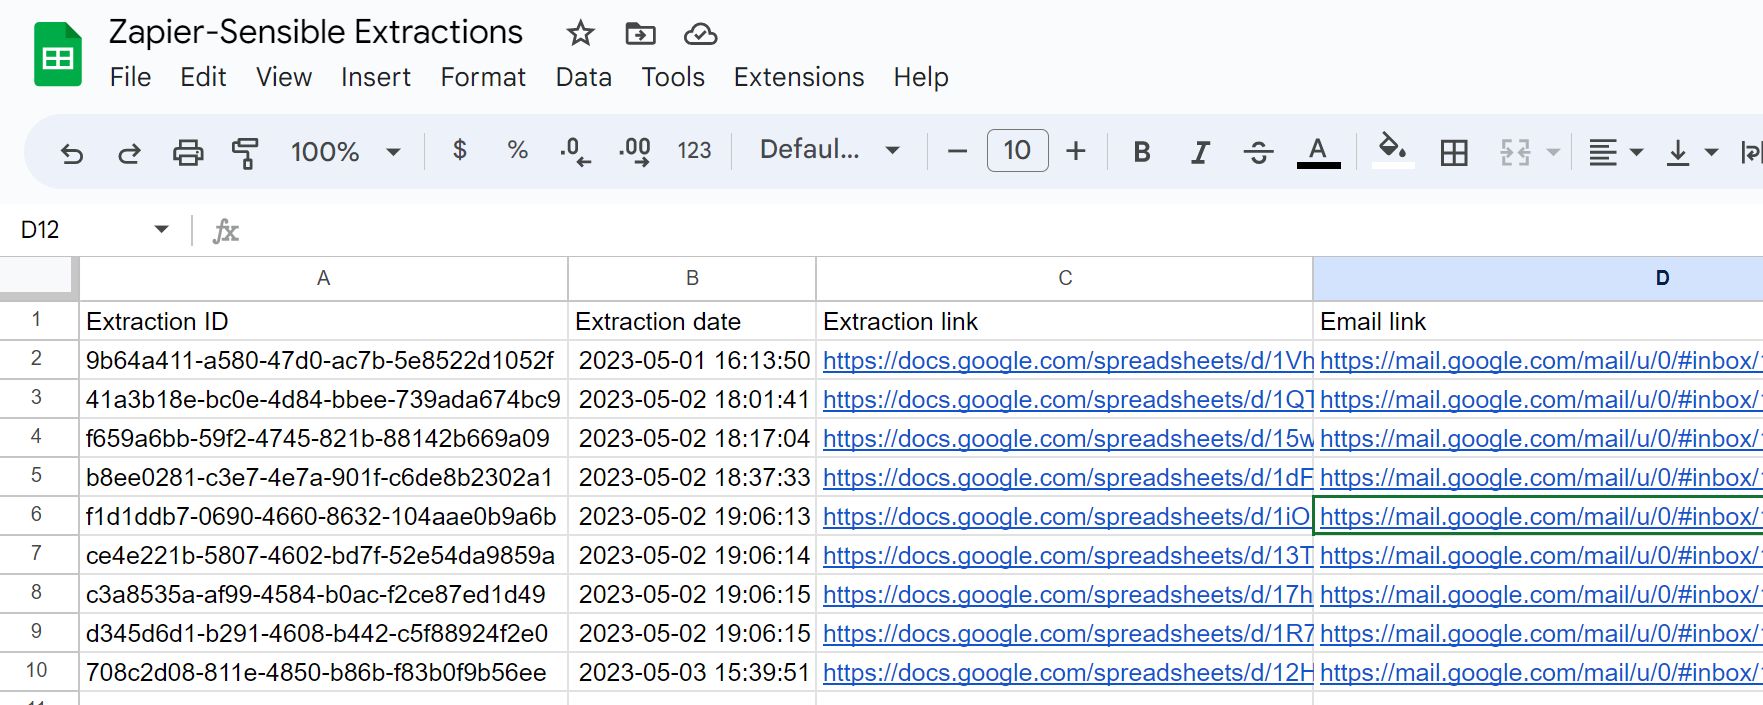 Zapier-Sensible Extractions
File Edit View Insert Format Data Tools Extensions Help
100% $ % .0 .00 123 Defaul... − 10 + B I S A
D12 fx
A B C D
1 Extraction ID Extraction date Extraction link Email link
2 9b64a411-a580-47d0-ac7b-5e8522d1052f 2023-05-01 16:13:50 https://docs.google.com/spreadsheets/d/1Vh https://mail.google.com/mail/u/0/#inbox/
3 41a3b18e-bc0e-4d84-bbee-739ada674bc9 2023-05-02 18:01:41 https://docs.google.com/spreadsheets/d/1QT https://mail.google.com/mail/u/0/#inbox/
4 f659a6bb-59f2-4745-821b-88142b669a09 2023-05-02 18:17:04 https://docs.google.com/spreadsheets/d/15w https://mail.google.com/mail/u/0/#inbox/
5 b8ee0281-c3e7-4e7a-901f-c6de8b2302a1 2023-05-02 18:37:33 https://docs.google.com/spreadsheets/d/1dF https://mail.google.com/mail/u/0/#inbox/
6 f1d1ddb7-0690-4660-8632-104aae0b9a6b 2023-05-02 19:06:13 https://docs.google.com/spreadsheets/d/1iO https://mail.google.com/mail/u/0/#inbox/
7 ce4e221b-5807-4602-bd7f-52e54da9859a 2023-05-02 19:06:14 https://docs.google.com/spreadsheets/d/13T https://mail.google.com/mail/u/0/#inbox/
8 c3a8535a-af99-4584-b0ac-f2ce87ed1d49 2023-05-02 19:06:15 https://docs.google.com/spreadsheets/d/17h https://mail.google.com/mail/u/0/#inbox/
9 d345d6d1-b291-4608-b442-c5f88924f2e0 2023-05-02 19:06:15 https://docs.google.com/spreadsheets/d/1R7 https://mail.google.com/mail/u/0/#inbox/
10 708c2d08-811e-4850-b86b-f83b0f9b56ee 2023-05-03 15:39:51 https://docs.google.com/spreadsheets/d/12H https://mail.google.com/mail/u/0/#inbox/